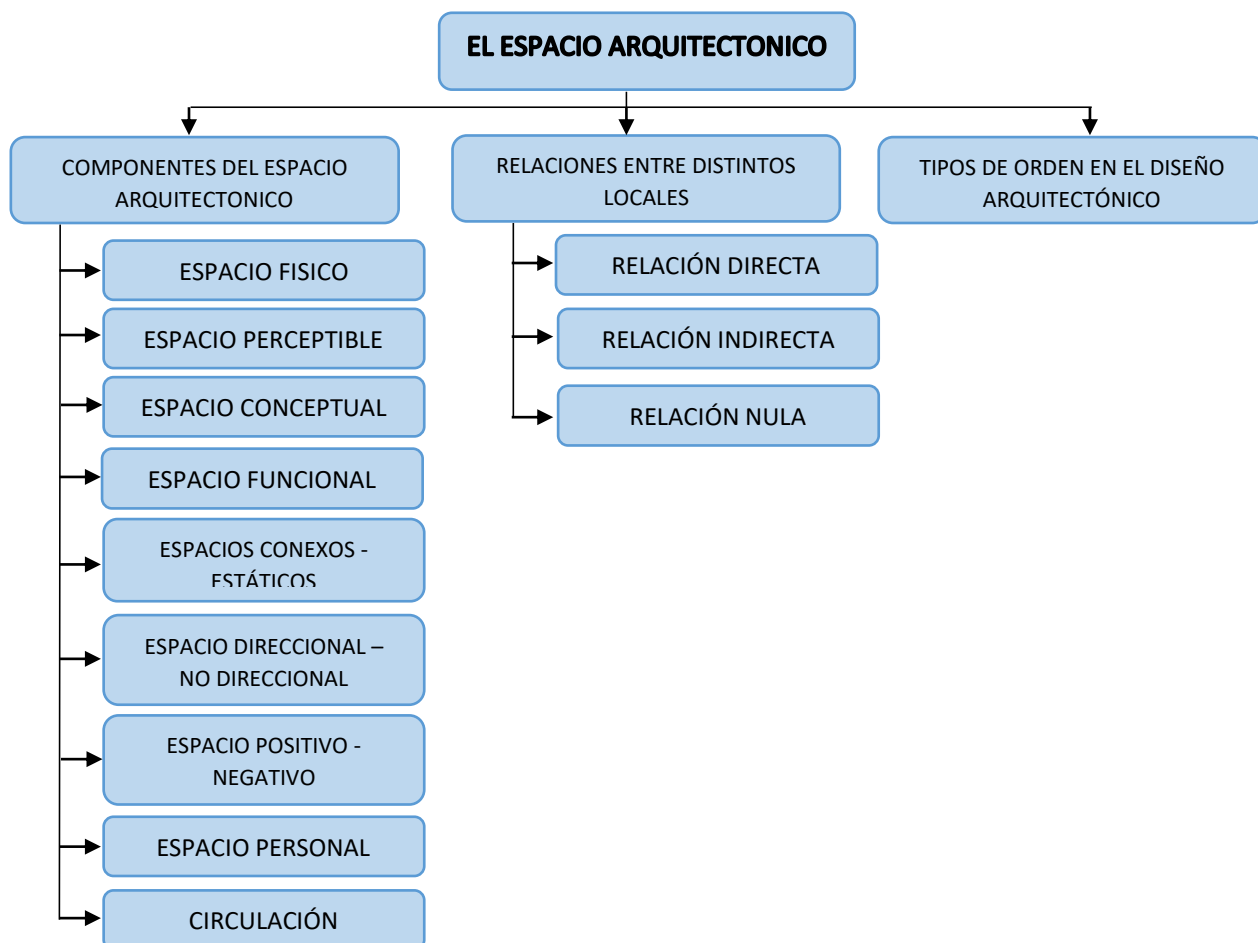 EL ESPACIO ARQUITECTONICO
COMPONENTES DEL ESPACIO
ARQUITECTONICO
ESPACIO FISICO
ESPACIO PERCEPTIBLE
ESPACIO CONCEPTUAL
ESPACIO FUNCIONAL
ESPACIOS CONEXOS -
ESTÁTICOS
ESPACIO DIRECCIONAL –
NO DIRECCIONAL
ESPACIO POSITIVO -
NEGATIVO
ESPACIO PERSONAL
CIRCULACIÓN
RELACIONES ENTRE DISTINTOS
LOCALES
RELACIÓN DIRECTA
RELACIÓN INDIRECTA
RELACIÓN NULA
TIPOS DE ORDEN EN EL DISEÑO
ARQUITECTÓNICO